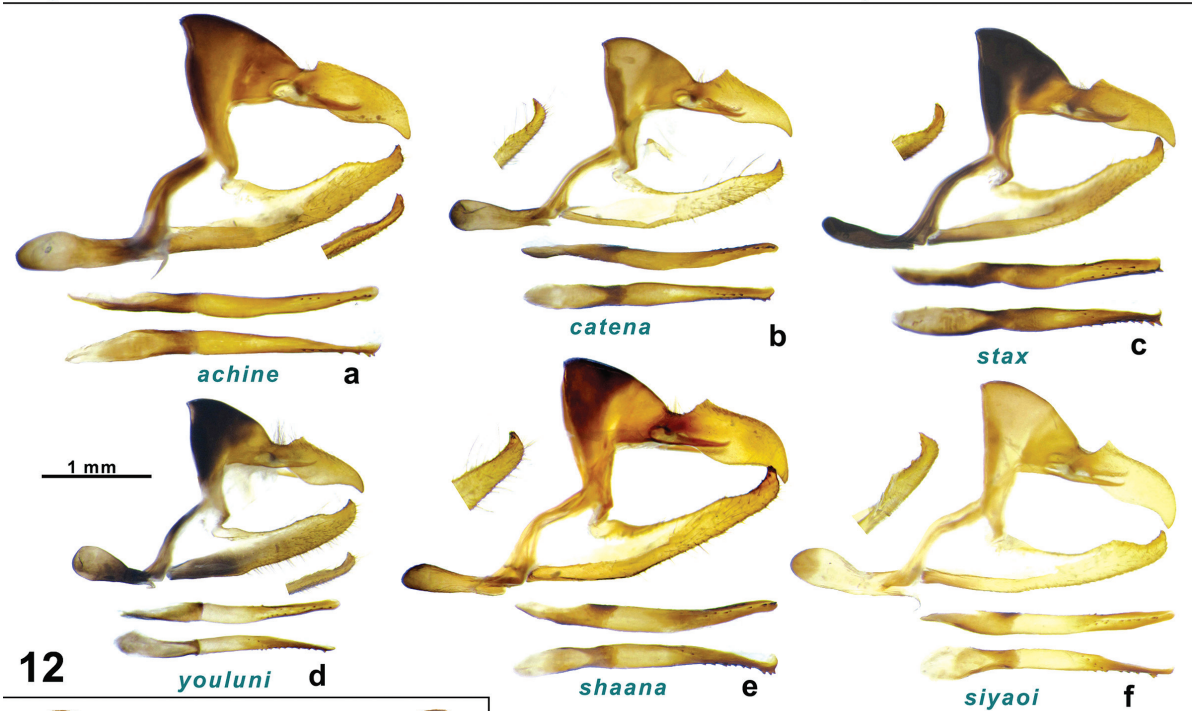 achine a
catena b
stax c
1 mm
12
youluni d
shaana e
siyaoi f